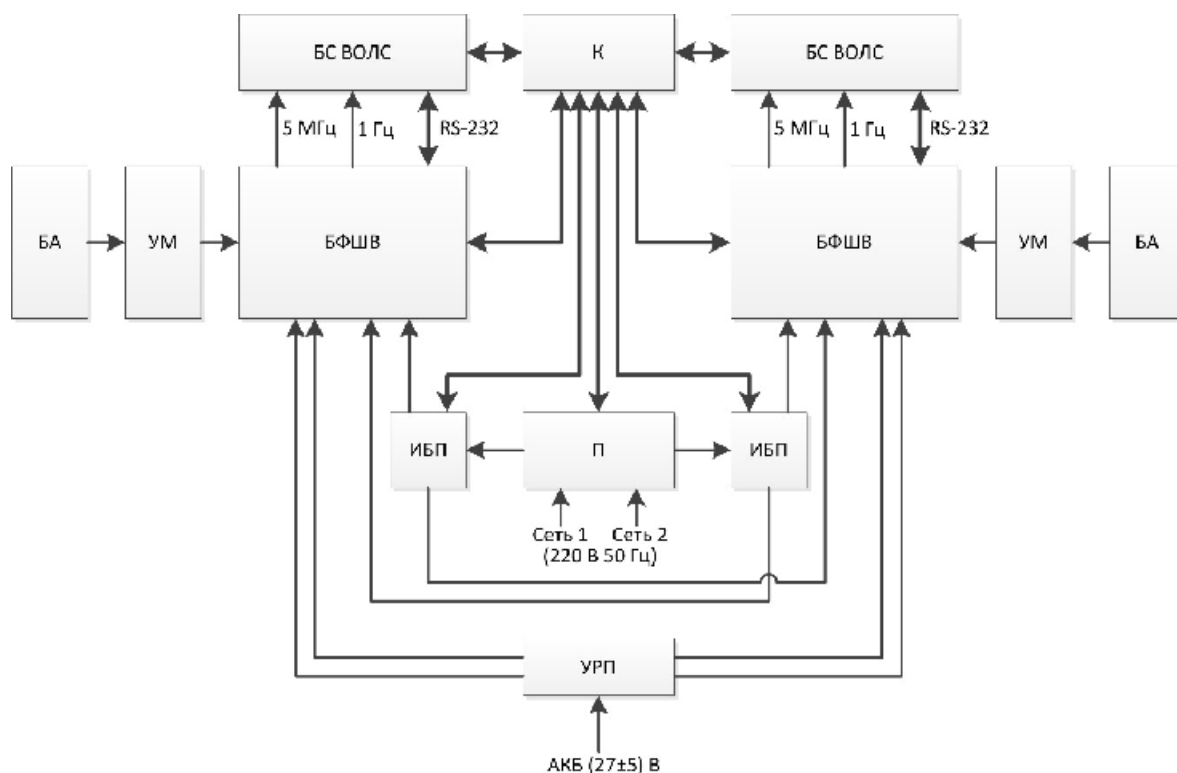 БС ВОЛС
К
БС ВОЛС
5 МГц
1 Гц
RS-232
5 МГц
1 Гц
RS-232
БА
УМ
БФШВ
БФШВ
УМ
БА
ИБП
П
ИБП
Сеть 1
Сеть 2
(220 В 50 Гц)
УРП
АКБ (27±5) В